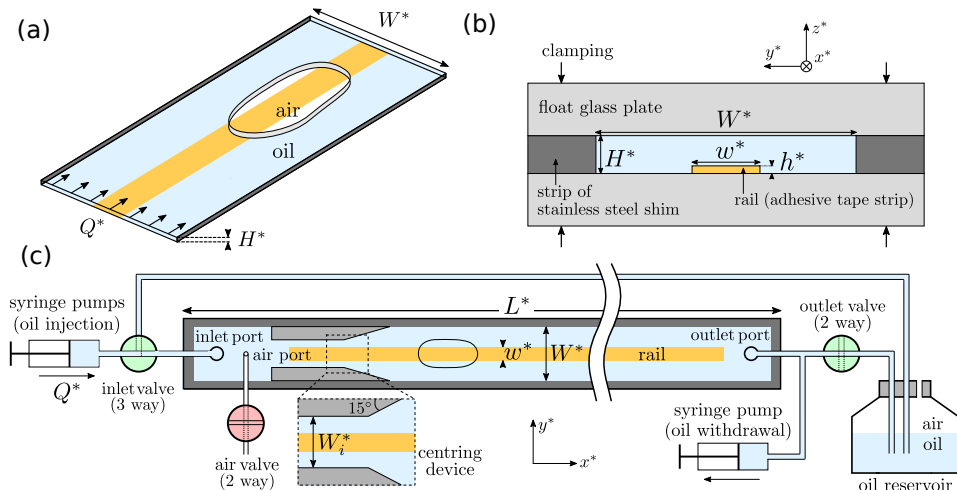 (a)
W*
air
oil
Q*
H*
(b)
z*
y*
x*
clamping
float glass plate
W*
H*
w*
h*
strip of
stainless steel shim
rail (adhesive tape strip)
(c)
syringe pumps
(oil injection)
Q*
inlet valve
(3 way)
L*
inlet port
air port
w*
W*
rail
outlet port
outlet valve
(2 way)
15°
W*i
centring
device
air valve
(2 way)
y*
x*
syringe pump
(oil withdrawal)
air
oil
oil reservoir